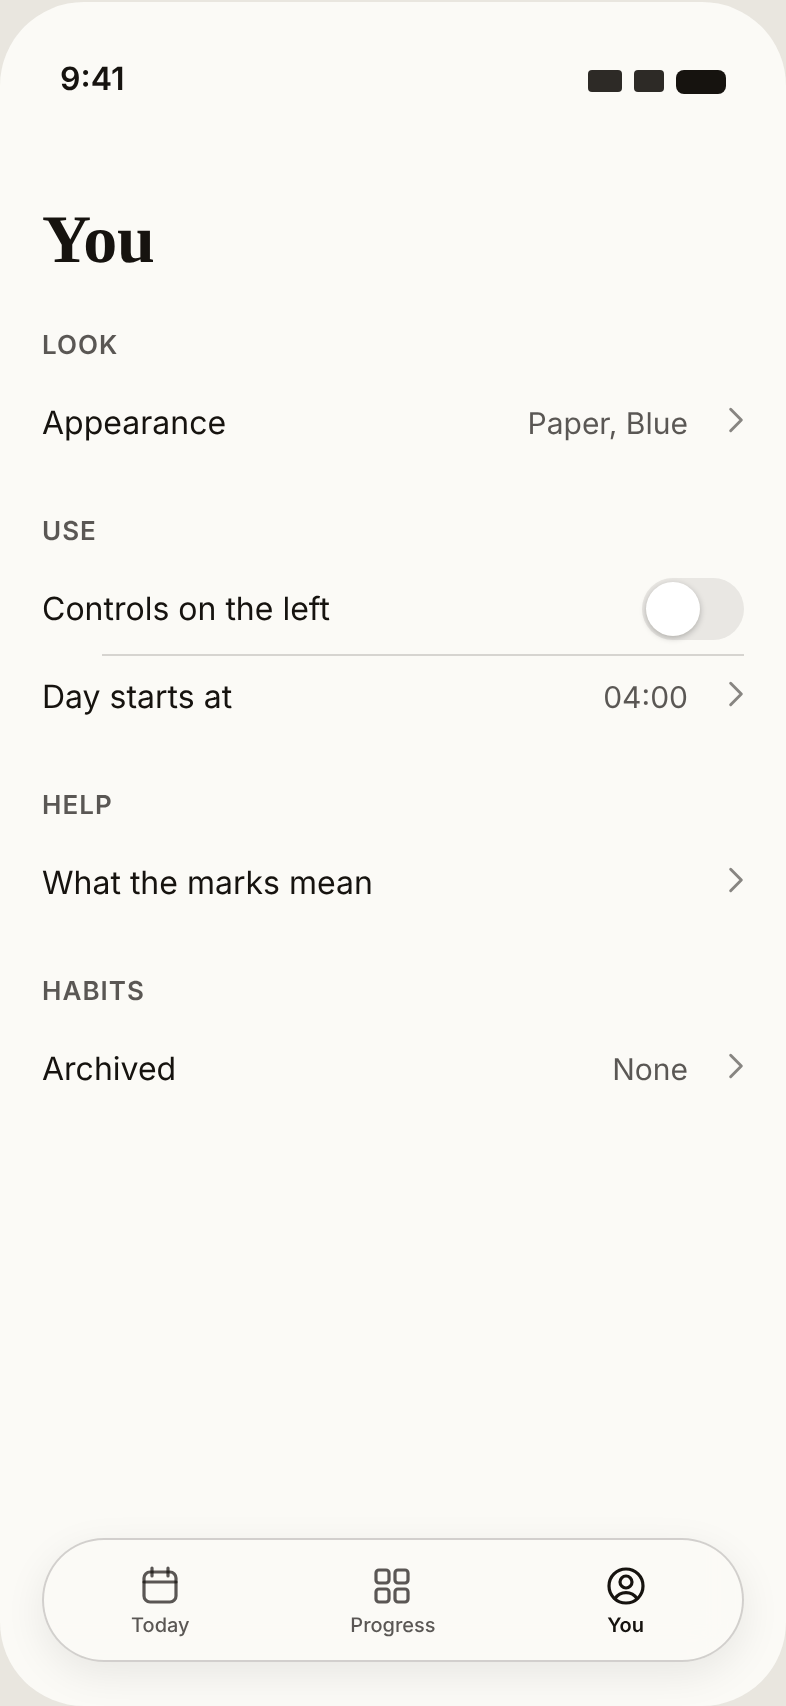 9:41
You
LOOK
Appearance Paper, Blue
USE
Controls on the left
Day starts at 04:00
HELP
What the marks mean
HABITS
Archived None
Today Progress You